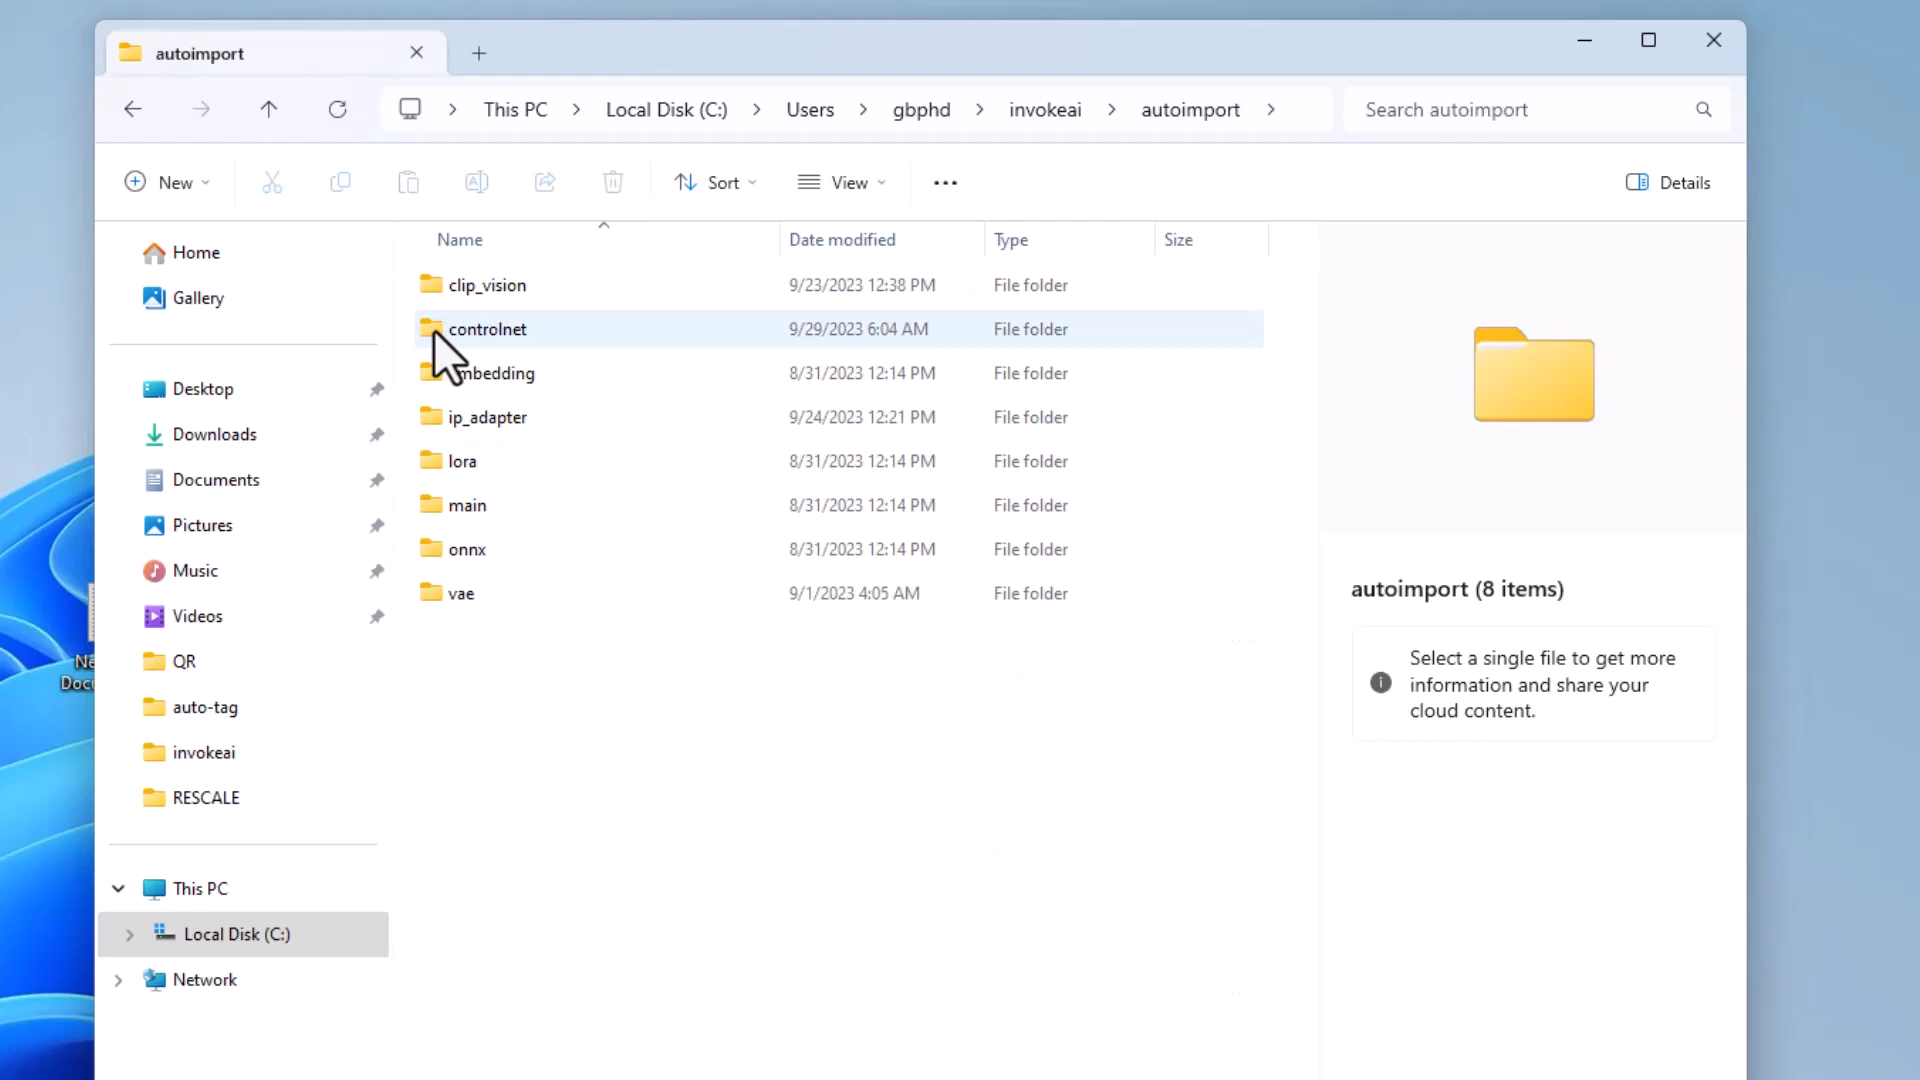 autoimport
This PC Local Disk (C:) Users gbphd invokeai autoimport
Search autoimport
New Sort View Details
Home
Gallery
Desktop
Downloads
Documents
Pictures
Music
Videos
QR
auto-tag
invokeai
RESCALE
This PC
Local Disk (C:)
Network
Name Date modified Type Size
clip_vision 9/23/2023 12:38 PM File folder
controlnet 9/29/2023 6:04 AM File folder
mbedding 8/31/2023 12:14 PM File folder
ip_adapter 9/24/2023 12:21 PM File folder
lora 8/31/2023 12:14 PM File folder
main 8/31/2023 12:14 PM File folder
onnx 8/31/2023 12:14 PM File folder
vae 9/1/2023 4:05 AM File folder
autoimport (8 items)
Select a single file to get more
information and share your
cloud content.
Ne
Docu